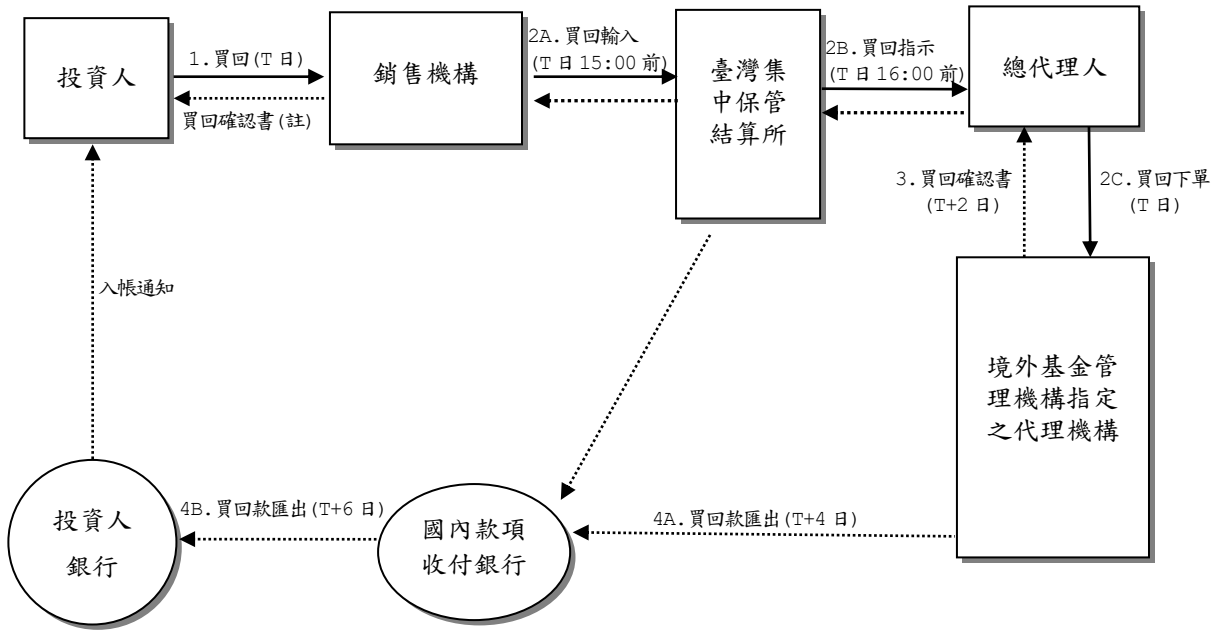 投資人
1.買回(T日)
買回確認書(註)
銷售機構
2A.買回輸入
(T日15:00前)
臺灣集
中保管
結算所
2B.買回指示
(T日16:00前)
總代理人
3.買回確認書
(T+2日)
2C.買回下單
(T日)
入帳通知
境外基金管
理機構指定
之代理機構
投資人
銀行
4B.買回款匯出(T+6日)
國內款項
收付銀行
4A.買回款匯出(T+4日)